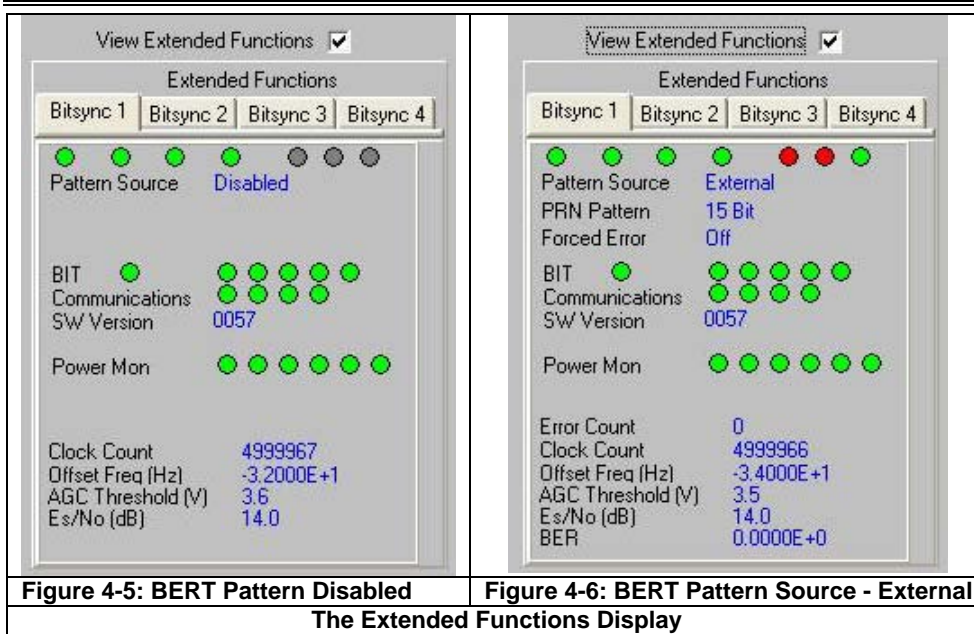 View Extended Functions
Extended Functions
Bitsync 1 Bitsync 2 Bitsync 3 Bitsync 4
Pattern Source Disabled
BIT
Communications
SW Version 0057
Power Mon
Clock Count 4999967
Offset Freq (Hz) -3.2000E+1
AGC Threshold (V) 3.6
Es/No (dB) 14.0
Figure 4-5: BERT Pattern Disabled
View Extended Functions
Extended Functions
Bitsync 1 Bitsync 2 Bitsync 3 Bitsync 4
Pattern Source External
PRN Pattern 15 Bit
Forced Error Off
BIT
Communications
SW Version 0057
Power Mon
Error Count 0
Clock Count 4999966
Offset Freq (Hz) -3.4000E+1
AGC Threshold (V) 3.5
Es/No (dB) 14.0
BER 0.0000E+0
Figure 4-6: BERT Pattern Source - External
The Extended Functions Display